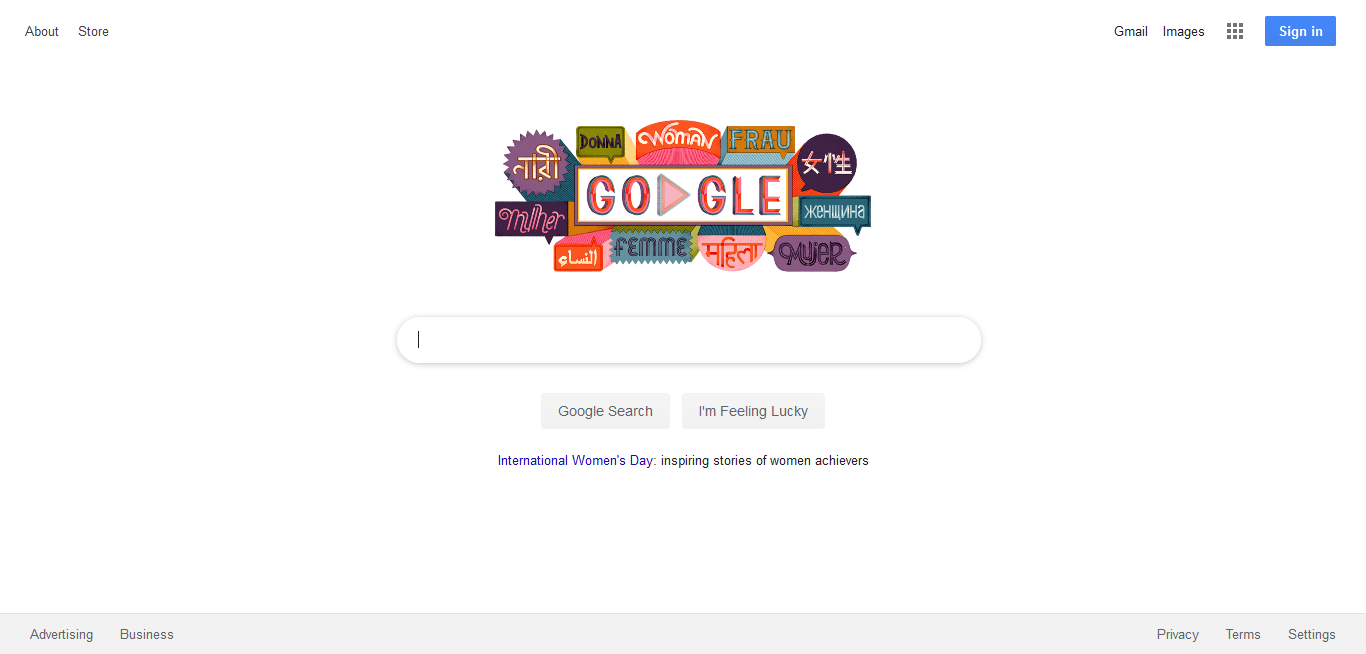 About Store Gmail Images Sign in
DONNA WOMAN FRAU
নারী 女性
GOOGLE
Mulher женщина
النساء FEMME महिला MUJER
Google Search I'm Feeling Lucky
International Women's Day: inspiring stories of women achievers
Advertising Business Privacy Terms Settings